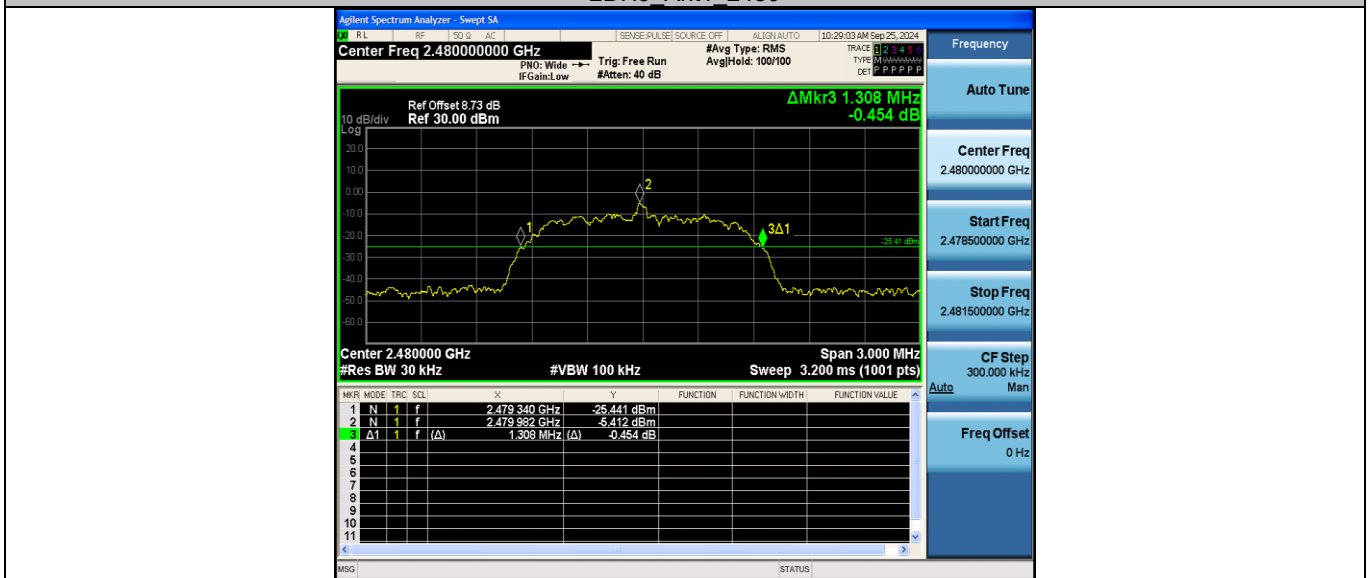 Agilent Spectrum Analyzer - Swept SA
RL RF 50 Ω AC SENSE:PULSE SOURCE OFF ALIGN AUTO 10:29:03 AM Sep 25, 2024
Center Freq 2.480000000 GHz
PNO: Wide
IFGain:Low
Trig: Free Run
#Atten: 40 dB
#Avg Type: RMS
Avg|Hold: 100/100
TRACE 1 2 3 4 5 6
TYPE M
DET P P P P P P
ΔMkr3 1.308 MHz
-0.454 dB
Ref Offset 8.73 dB
10 dB/div Ref 30.00 dBm
Log
20.0
10.0
0.00
-10.0
-20.0
-30.0
-40.0
-50.0
-60.0
1
2
3Δ1
-25.41 dBm
Center 2.480000 GHz Span 3.000 MHz
#Res BW 30 kHz #VBW 100 kHz Sweep 3.200 ms (1001 pts)
MKR MODE TRC SCL X Y FUNCTION FUNCTION WIDTH FUNCTION VALUE
1 N 1 f 2.479 340 GHz -25.441 dBm
2 N 1 f 2.479 982 GHz -5.412 dBm
3 Δ1 1 f (Δ) 1.308 MHz (Δ) -0.454 dB
4
5
6
7
8
9
10
11
MSG STATUS
Frequency
Auto Tune
Center Freq
2.480000000 GHz
Start Freq
2.478500000 GHz
Stop Freq
2.481500000 GHz
CF Step
300.000 kHz
Auto Man
Freq Offset
0 Hz